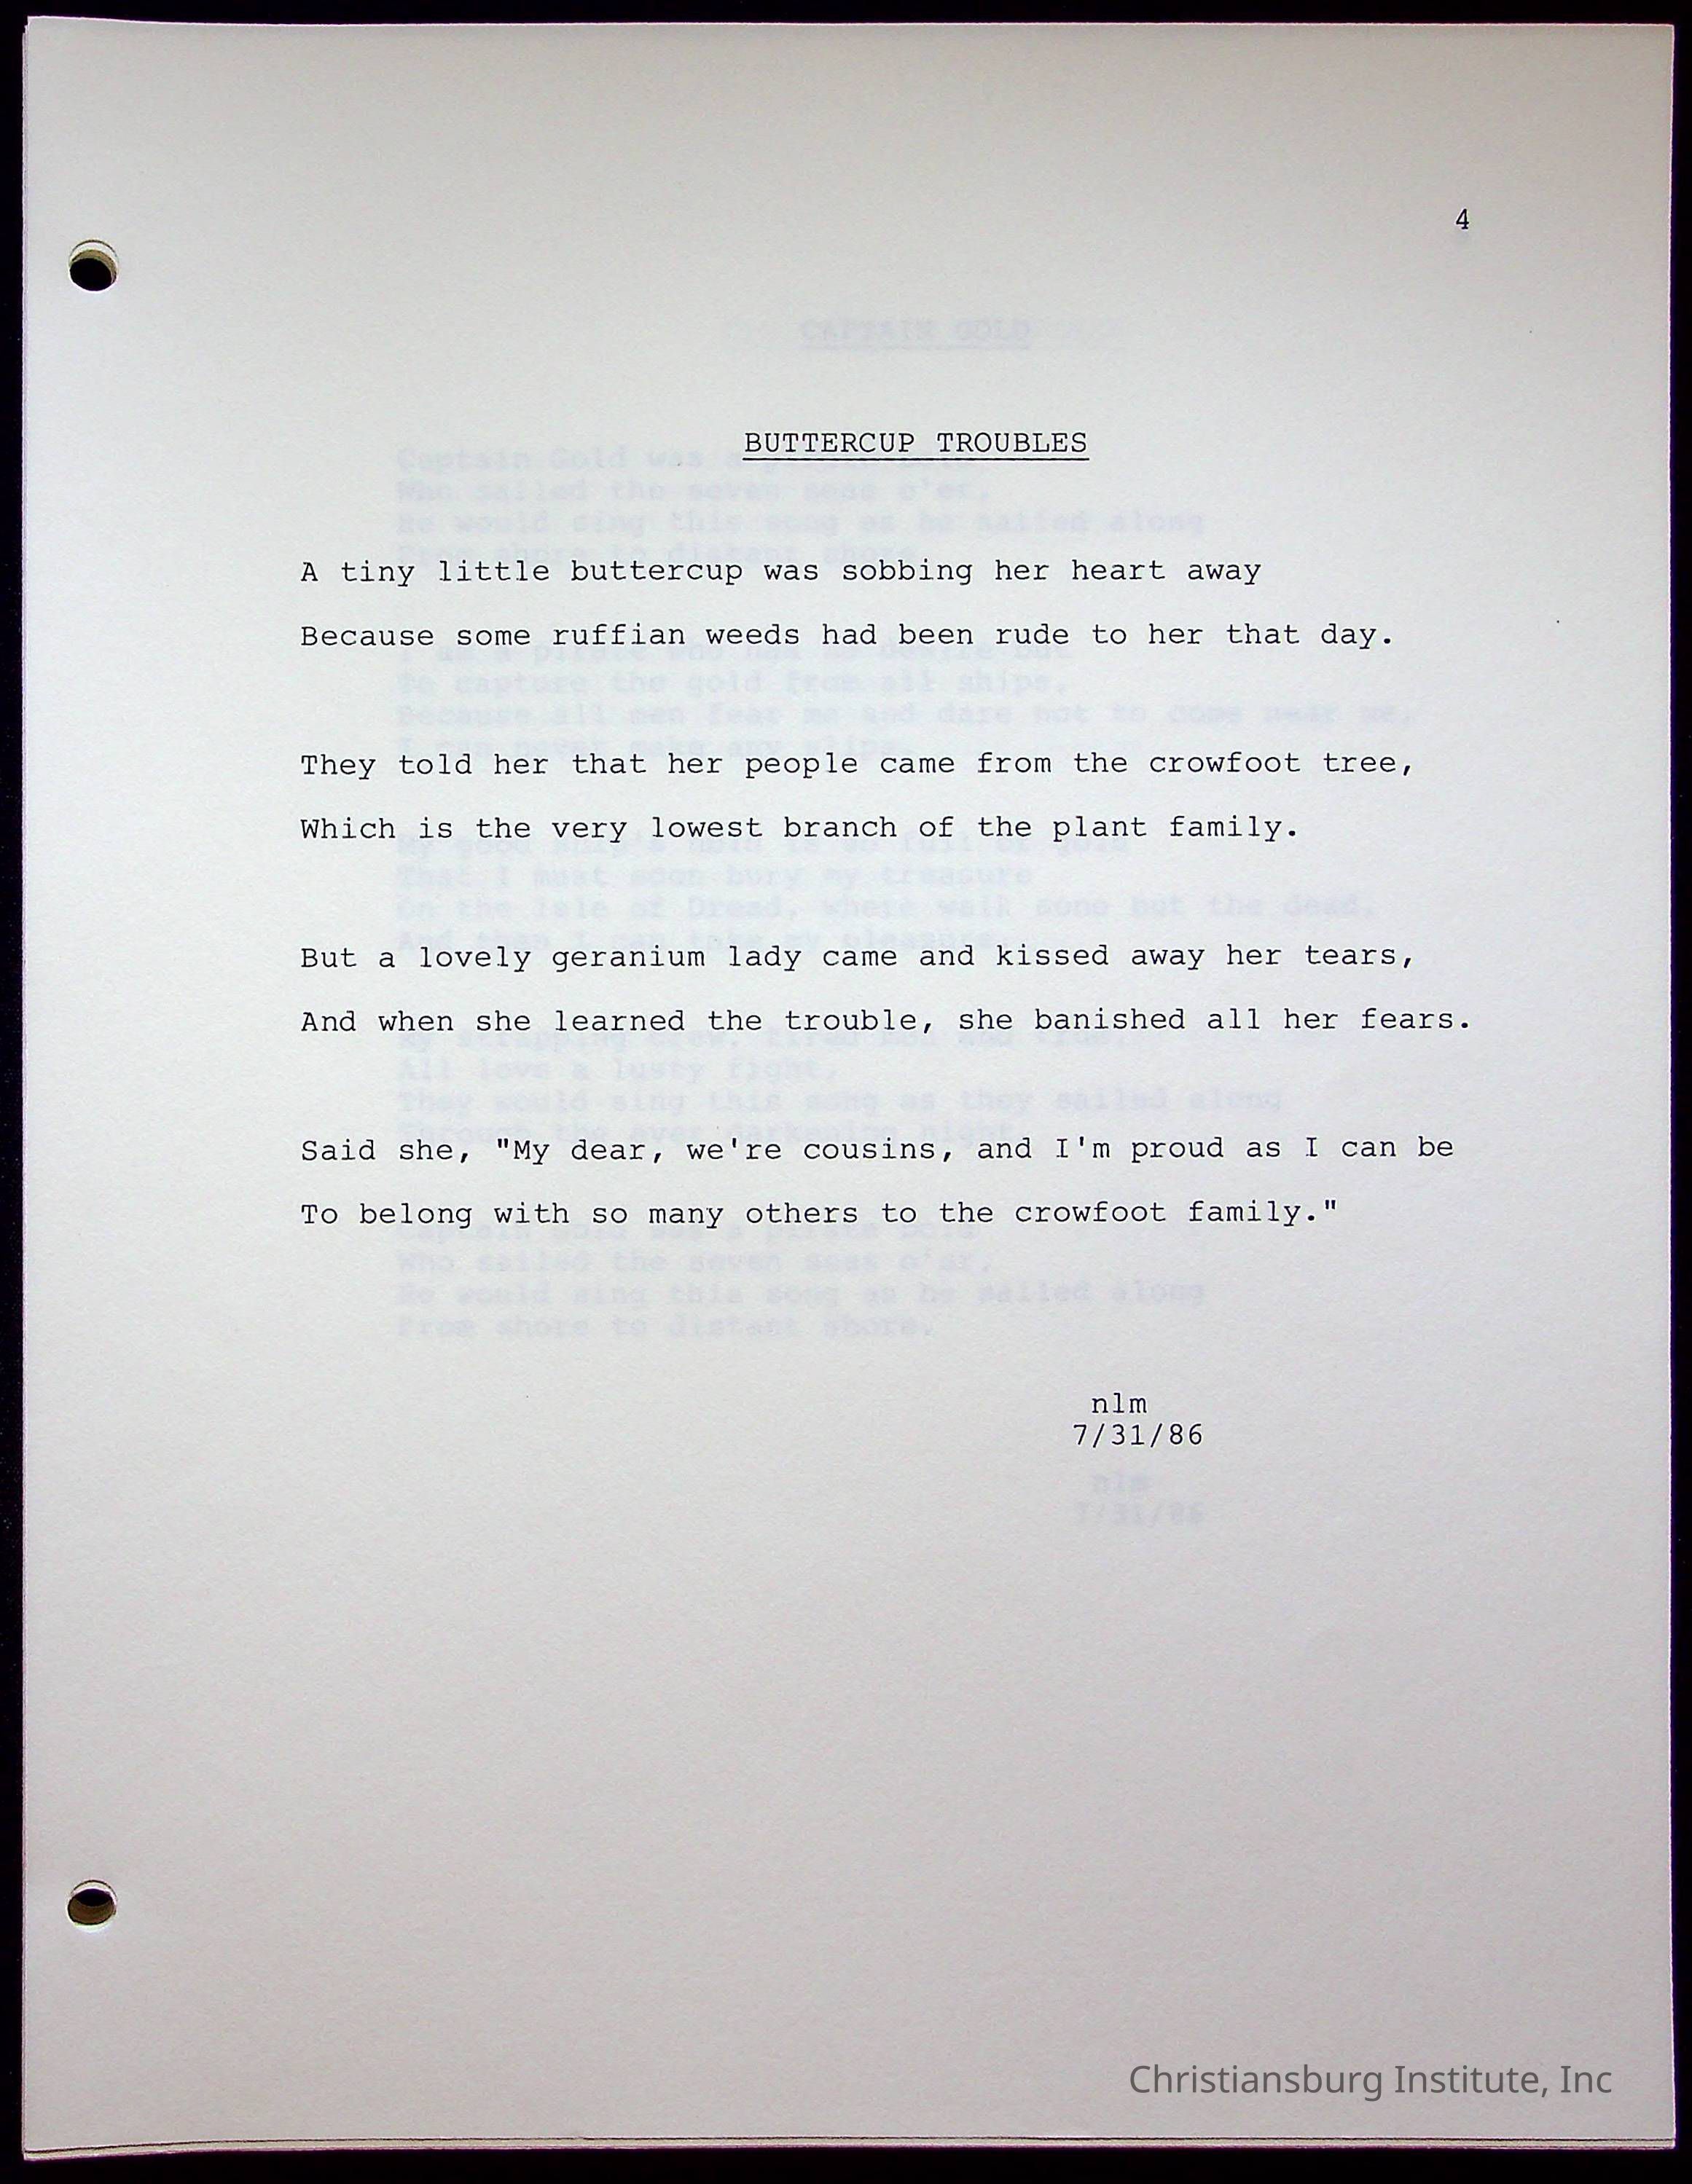 4
BUTTERCUP TROUBLES
A tiny little buttercup was sobbing her heart away
Because some ruffian weeds had been rude to her that day.
They told her that her people came from the crowfoot tree,
Which is the very lowest branch of the plant family.
But a lovely geranium lady came and kissed away her tears,
And when she learned the trouble, she banished all her fears.
Said she, "My dear, we're cousins, and I'm proud as I can be
To belong with so many others to the crowfoot family."
nlm
7/31/86
Christiansburg Institute, Inc